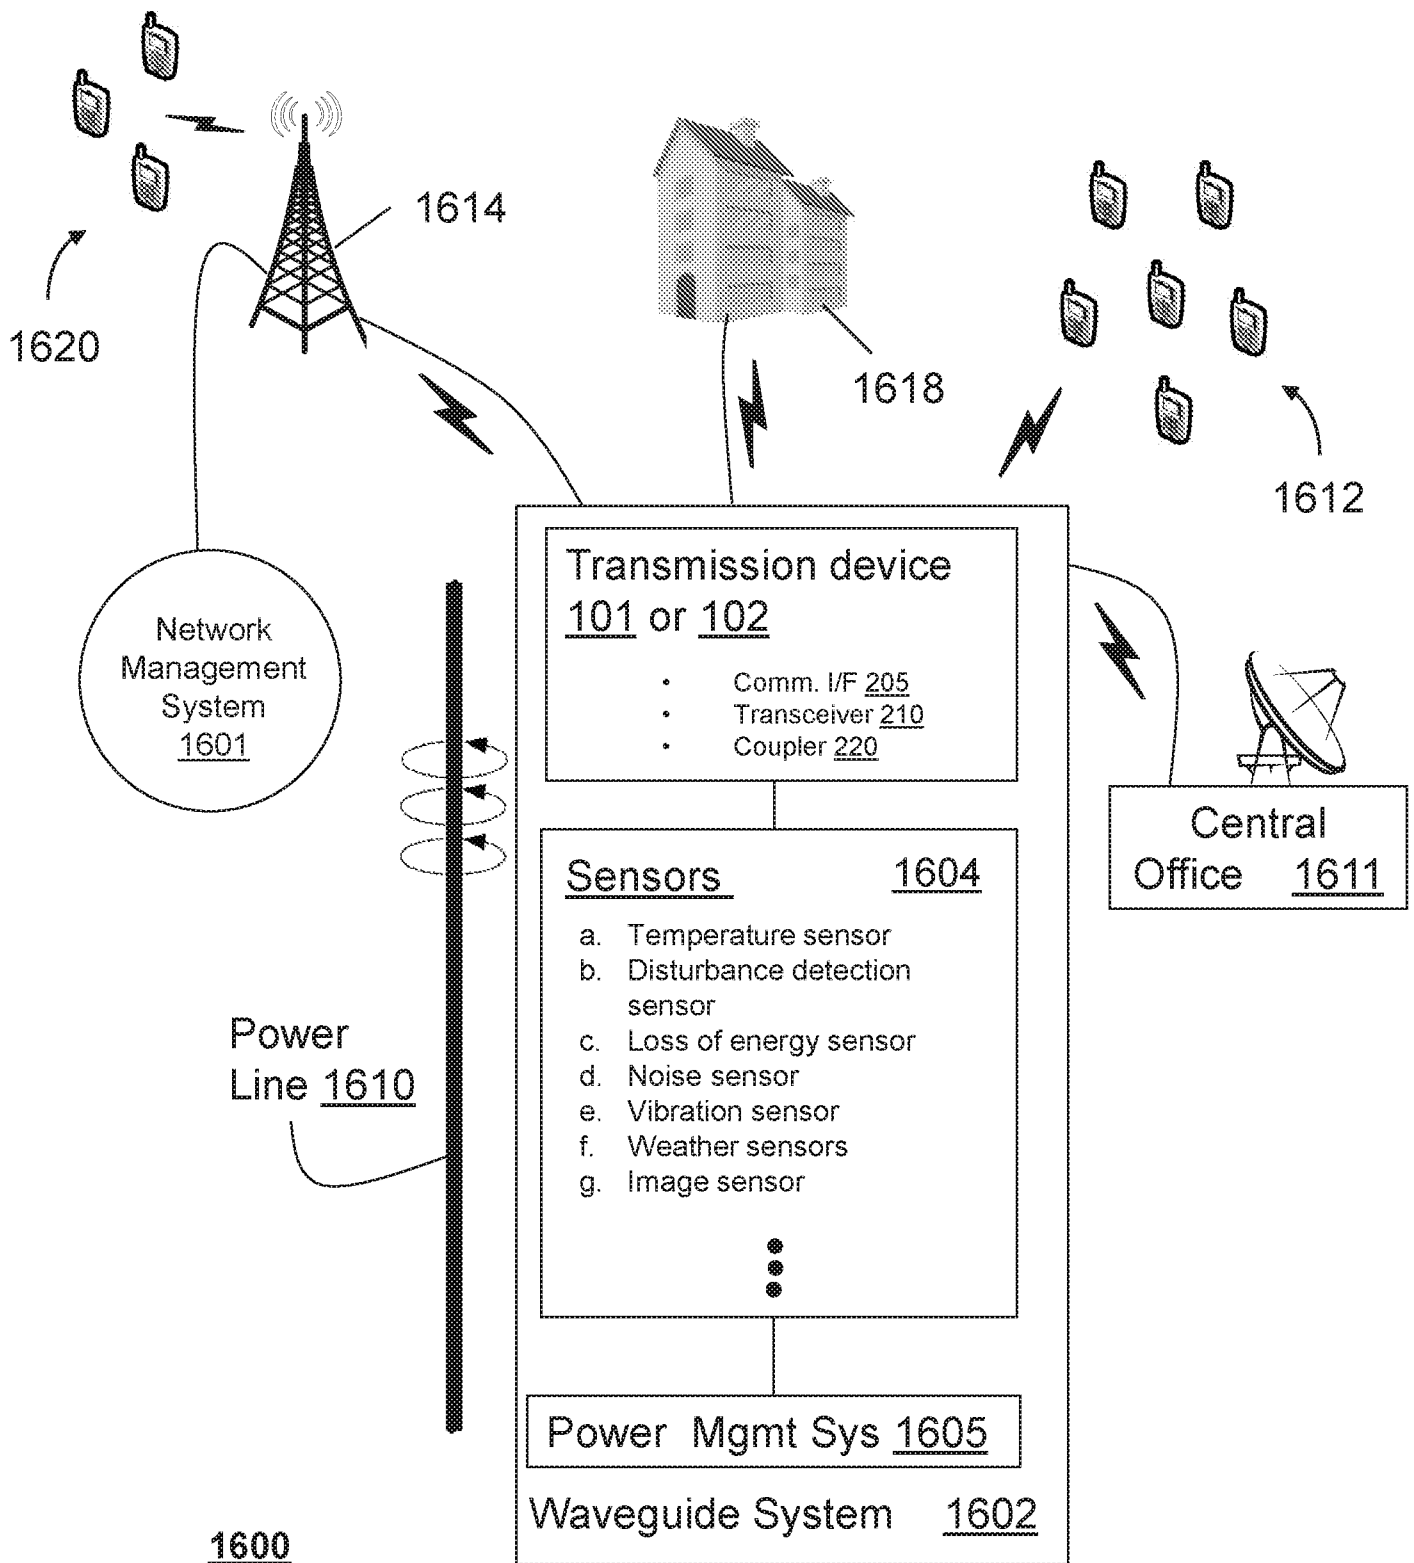 1614
1620
1618
1612
Transmission device
101 or 102
• Comm. I/F 205
• Transceiver 210
• Coupler 220
Network
Management
System
1601
Central
Office 1611
Sensors 1604
a. Temperature sensor
b. Disturbance detection
sensor
c. Loss of energy sensor
d. Noise sensor
e. Vibration sensor
f. Weather sensors
g. Image sensor
Power
Line 1610
Power Mgmt Sys 1605
Waveguide System 1602
1600